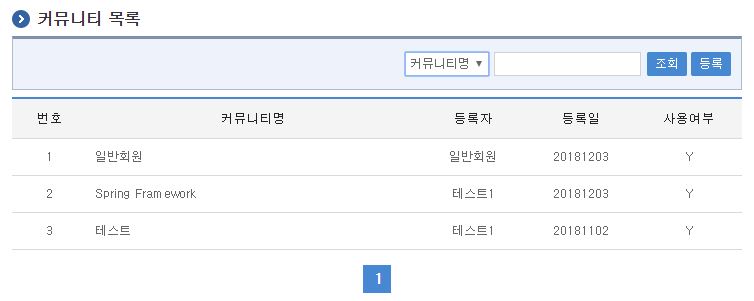 커뮤니티 목록
커뮤니티명 ▼ 조회 등록
번호 커뮤니티명 등록자 등록일 사용여부
1 일반회원 일반회원 20181203 Y
2 Spring Framework 테스트1 20181203 Y
3 테스트 테스트1 20181102 Y
1